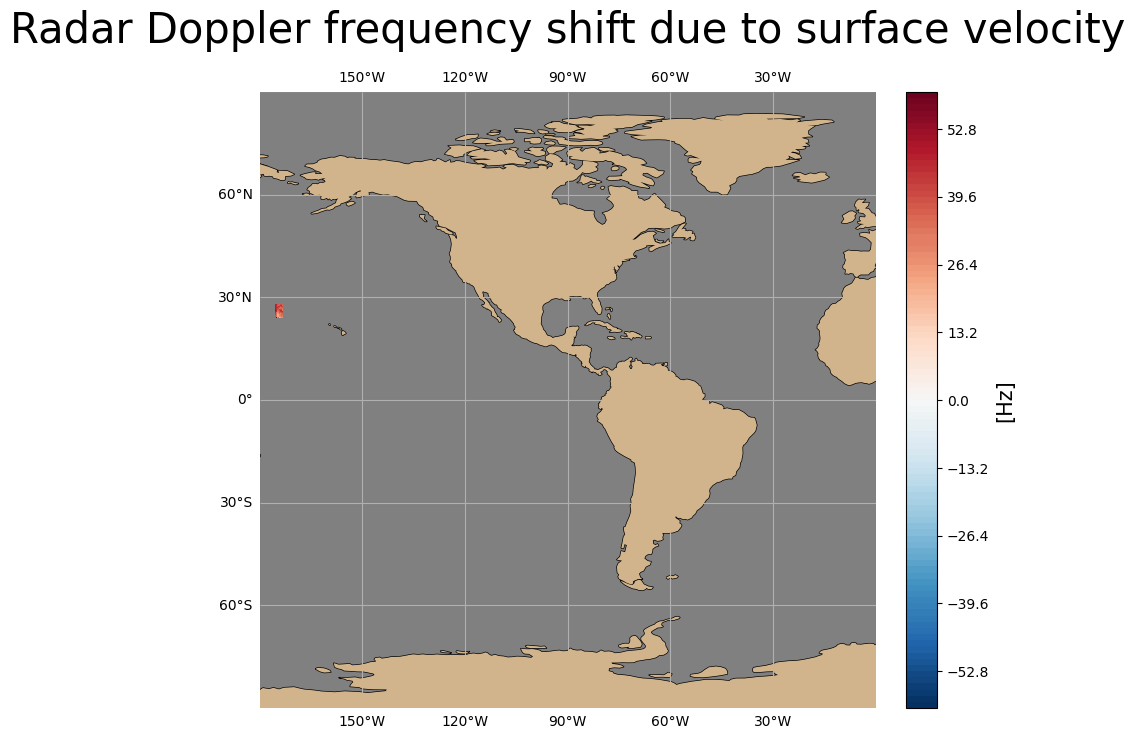 Radar Doppler frequency shift due to surface velocity
150°W 120°W 90°W 60°W 30°W
60°N
30°N
0°
30°S
60°S
150°W 120°W 90°W 60°W 30°W
52.8
39.6
26.4
13.2
0.0
−13.2
−26.4
−39.6
−52.8
[Hz]